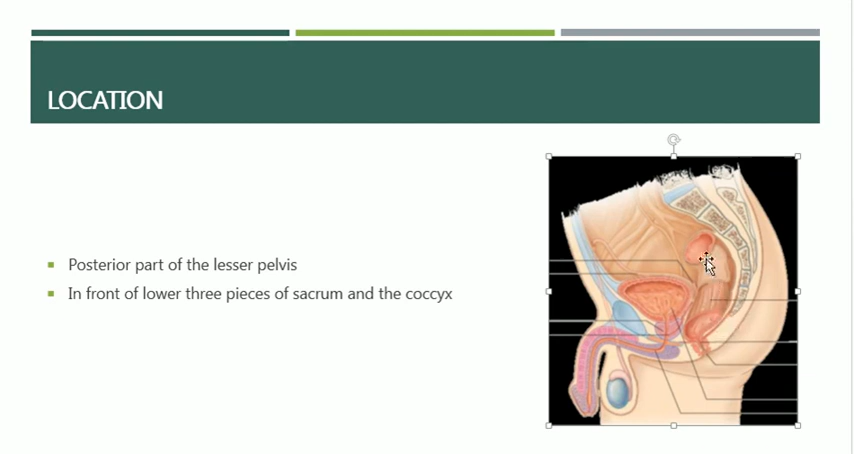 LOCATION
Posterior part of the lesser pelvis
In front of lower three pieces of sacrum and the coccyx